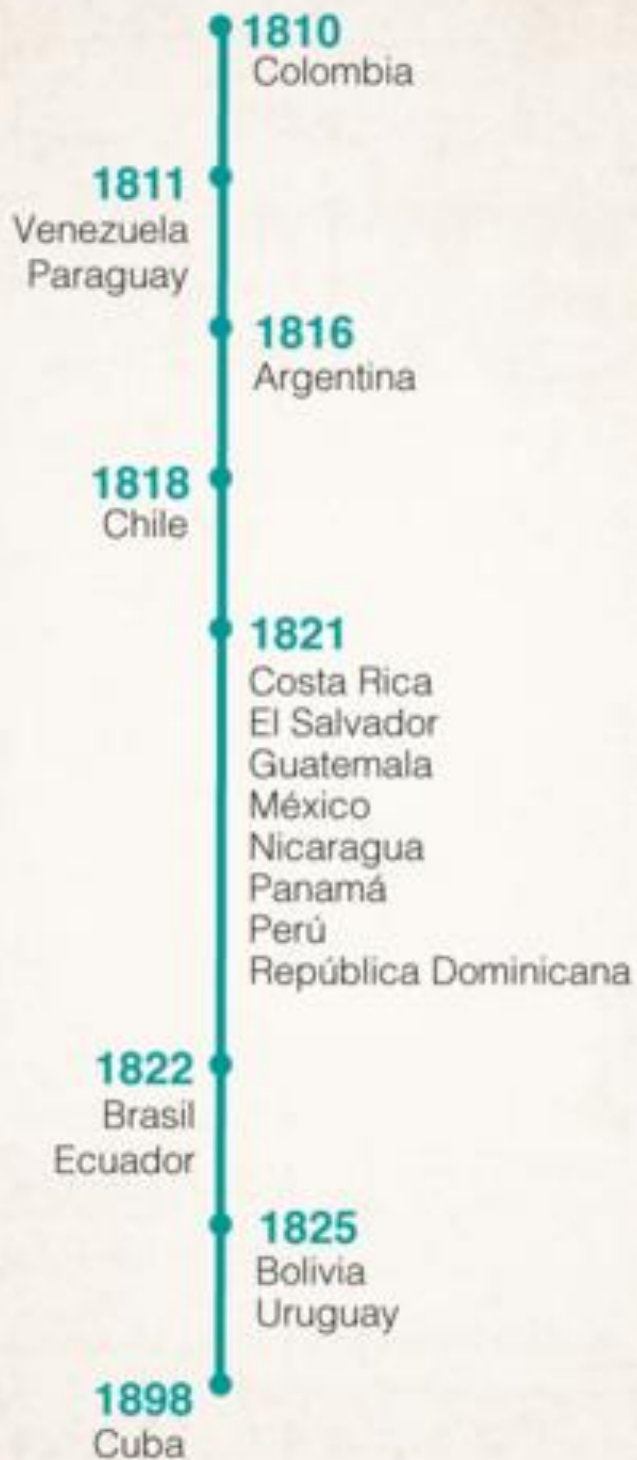 1810
Colombia
1811
Venezuela
Paraguay
1816
Argentina
1818
Chile
1821
Costa Rica
El Salvador
Guatemala
México
Nicaragua
Panamá
Perú
República Dominicana
1822
Brasil
Ecuador
1825
Bolivia
Uruguay
1898
Cuba